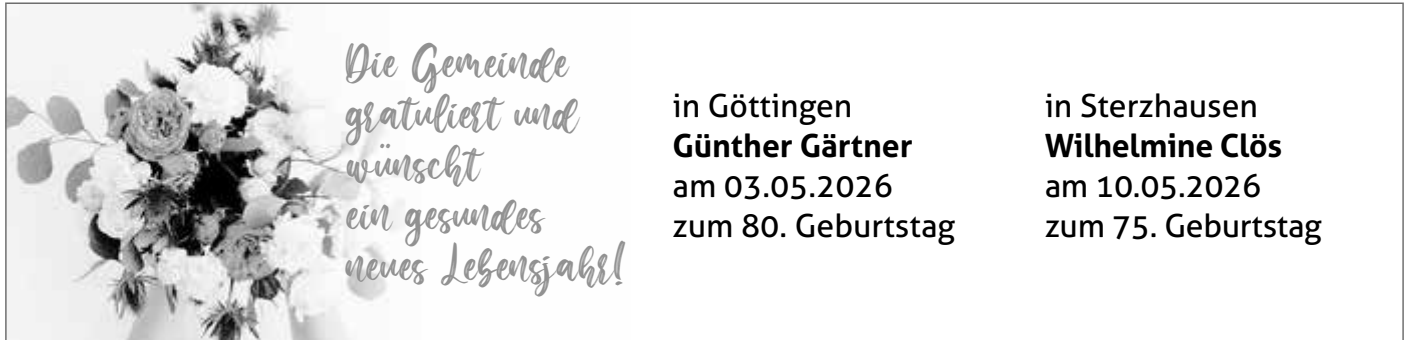 Die Gemeinde
gratuliert und
wünscht
ein gesundes
neues Lebensjahr!
in Göttingen
Günther Gärtner
am 03.05.2026
zum 80. Geburtstag
in Sterzhausen
Wilhelmine Clös
am 10.05.2026
zum 75. Geburtstag